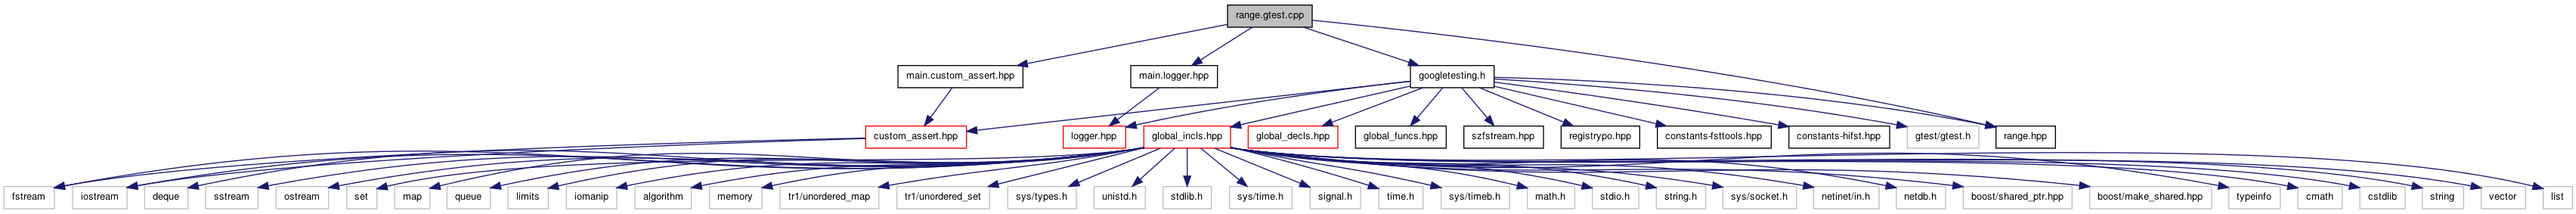 range.gtest.cpp
main.custom_assert.hpp
main.logger.hpp
googletesting.h
custom_assert.hpp
logger.hpp
global_incls.hpp
global_decls.hpp
global_funcs.hpp
szfstream.hpp
registrypo.hpp
constants-fsttools.hpp
constants-hifst.hpp
gtest/gtest.h
range.hpp
fstream
iostream
deque
sstream
ostream
set
map
queue
limits
iomanip
algorithm
memory
tr1/unordered_map
tr1/unordered_set
sys/types.h
unistd.h
stdlib.h
sys/time.h
signal.h
time.h
sys/timeb.h
math.h
stdio.h
string.h
sys/socket.h
netinet/in.h
netdb.h
boost/shared_ptr.hpp
boost/make_shared.hpp
typeinfo
cmath
cstdlib
string
vector
list